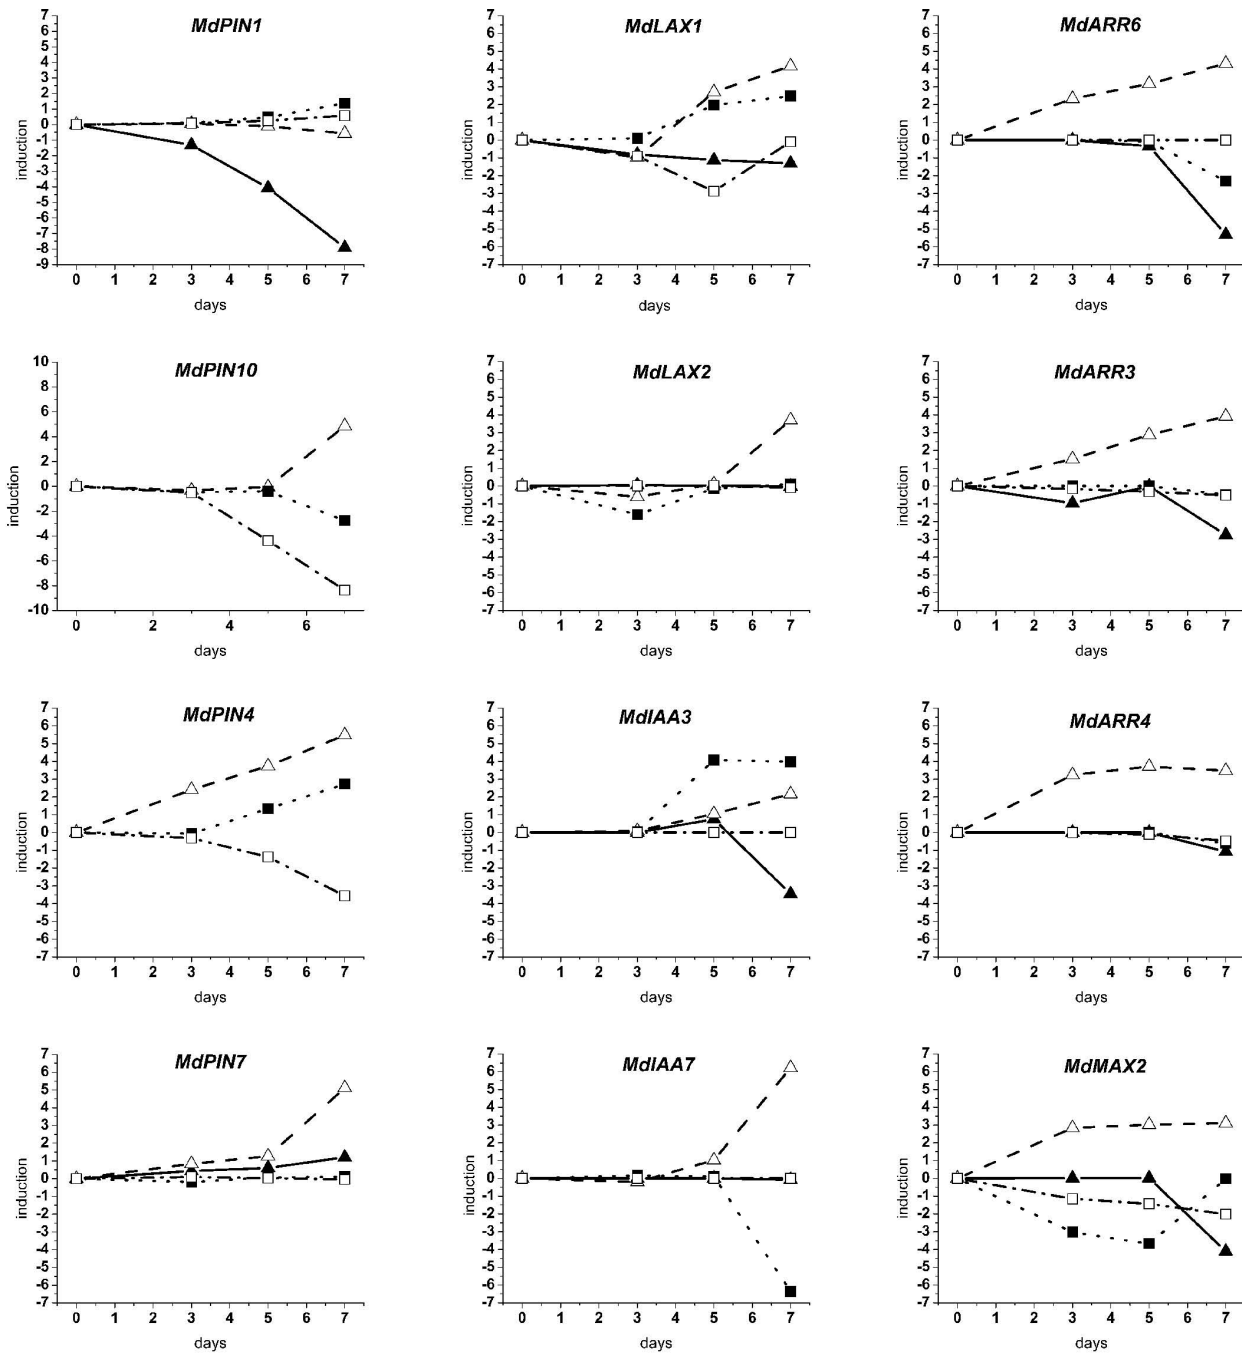 MdPIN1
7 6 5 4 3 2 1 0 -1 -2 -3 -4 -5 -6 -7 -8 -9
induction
0 1 2 3 4 5 6 7
days
MdLAX1
7 6 5 4 3 2 1 0 -1 -2 -3 -4 -5 -6 -7
induction
0 1 2 3 4 5 6 7
days
MdARR6
7 6 5 4 3 2 1 0 -1 -2 -3 -4 -5 -6 -7
induction
0 1 2 3 4 5 6 7
days
MdPIN10
10 8 6 4 2 0 -2 -4 -6 -8 -10
induction
0 2 4 6
days
MdLAX2
7 6 5 4 3 2 1 0 -1 -2 -3 -4 -5 -6 -7
induction
0 1 2 3 4 5 6 7
days
MdARR3
7 6 5 4 3 2 1 0 -1 -2 -3 -4 -5 -6 -7
induction
0 1 2 3 4 5 6 7
days
MdPIN4
7 6 5 4 3 2 1 0 -1 -2 -3 -4 -5 -6 -7
induction
0 1 2 3 4 5 6 7
days
MdIAA3
7 6 5 4 3 2 1 0 -1 -2 -3 -4 -5 -6 -7
induction
0 1 2 3 4 5 6 7
days
MdARR4
7 6 5 4 3 2 1 0 -1 -2 -3 -4 -5 -6 -7
induction
0 1 2 3 4 5 6 7
days
MdPIN7
7 6 5 4 3 2 1 0 -1 -2 -3 -4 -5 -6 -7
induction
0 1 2 3 4 5 6 7
days
MdIAA7
7 6 5 4 3 2 1 0 -1 -2 -3 -4 -5 -6 -7
induction
0 1 2 3 4 5 6 7
days
MdMAX2
7 6 5 4 3 2 1 0 -1 -2 -3 -4 -5 -6 -7
induction
0 1 2 3 4 5 6 7
days